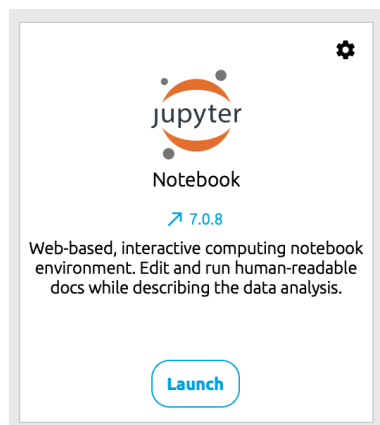 jupyter
Notebook
7.0.8
Web-based, interactive computing notebook
environment. Edit and run human-readable
docs while describing the data analysis.
Launch